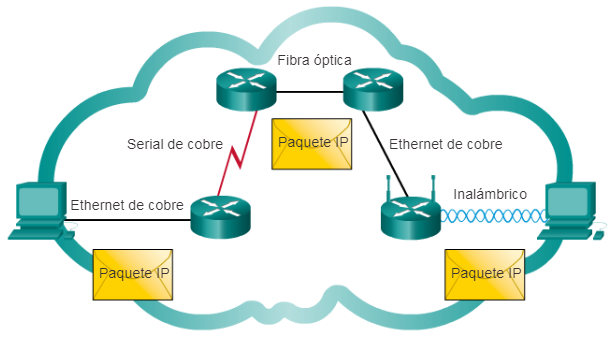 Fibra óptica
Serial de cobre
Paquete IP
Ethernet de cobre
Ethernet de cobre
Inalámbrico
Paquete IP
Paquete IP